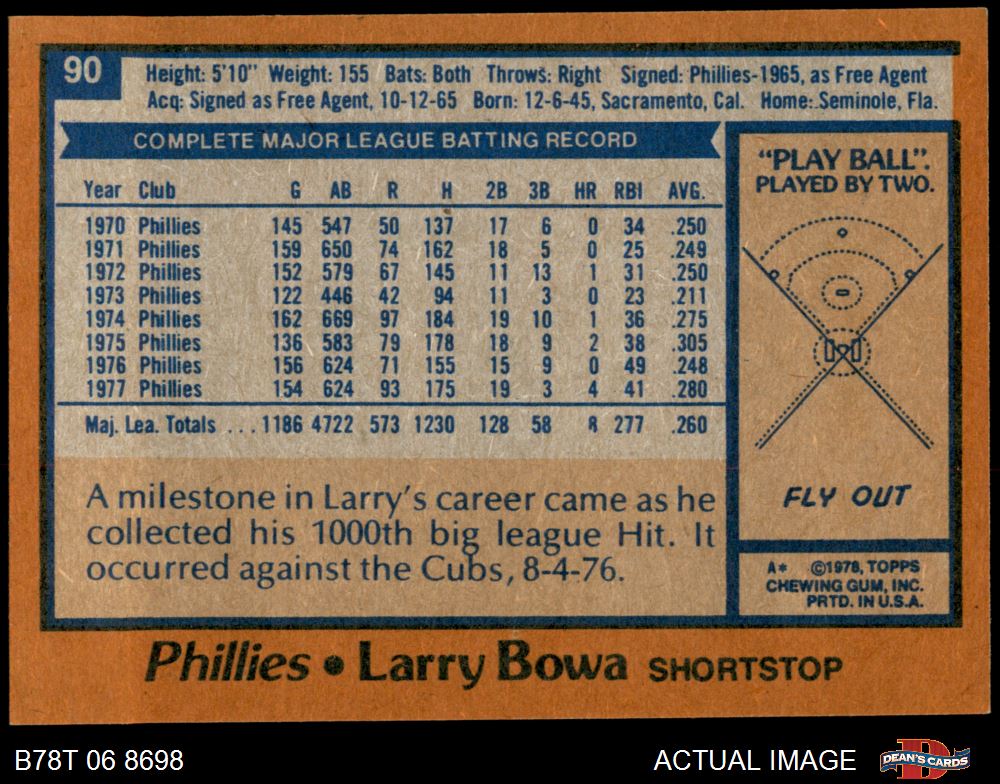 90
Height: 5'10" Weight: 155 Bats: Both Throws: Right Signed: Phillies-1965, as Free Agent
Acq: Signed as Free Agent, 10-12-65 Born: 12-6-45, Sacramento, Cal. Home: Seminole, Fla.
COMPLETE MAJOR LEAGUE BATTING RECORD
Year Club G AB R H 2B 3B HR RBI AVG.
1970 Phillies 145 547 50 137 17 6 0 34 .250
1971 Phillies 159 650 74 162 18 5 0 25 .249
1972 Phillies 152 579 67 145 11 13 1 31 .250
1973 Phillies 122 446 42 94 11 3 0 23 .211
1974 Phillies 162 669 97 184 19 10 1 36 .275
1975 Phillies 136 583 79 178 18 9 2 38 .305
1976 Phillies 156 624 71 155 15 9 0 49 .248
1977 Phillies 154 624 93 175 19 3 4 41 .280
Maj. Lea. Totals ...1186 4722 573 1230 128 58 8 277 .260
A milestone in Larry's career came as he
collected his 1000th big league Hit. It
occurred against the Cubs, 8-4-76.
"PLAY BALL".
PLAYED BY TWO.
FLY OUT
A* ©1978, TOPPS
CHEWING GUM, INC.
PRTD. IN U.S.A.
Phillies • Larry Bowa SHORTSTOP
B78T 06 8698
ACTUAL IMAGE
DEAN'S CARDS